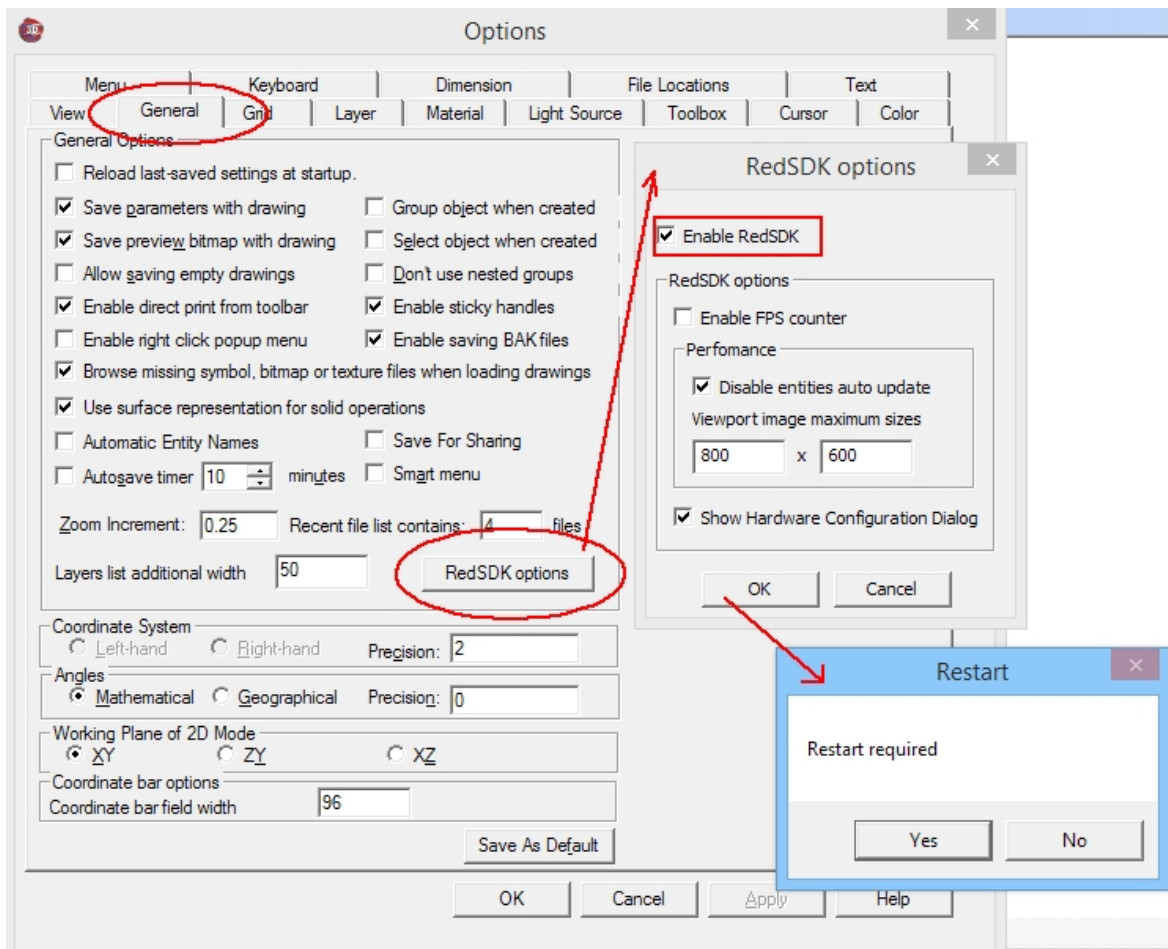 3D
Options
Menu Keyboard Dimension File Locations Text
View General Grid Layer Material Light Source Toolbox Cursor Color
General Options
Reload last-saved settings at startup.
Save parameters with drawing Group object when created
Save preview bitmap with drawing Select object when created
Allow saving empty drawings Don't use nested groups
Enable direct print from toolbar Enable sticky handles
Enable right click popup menu Enable saving BAK files
Browse missing symbol, bitmap or texture files when loading drawings
Use surface representation for solid operations
Automatic Entity Names Save For Sharing
Autosave timer 10 minutes Smart menu
Zoom Increment: 0.25 Recent file list contains: 4 files
Layers list additional width 50 RedSDK options
Coordinate System
Left-hand Right-hand Precision: 2
Angles
Mathematical Geographical Precision: 0
Working Plane of 2D Mode
XY ZY XZ
Coordinate bar options
Coordinate bar field width 96
Save As Default
OK Cancel Apply Help
RedSDK options
Enable RedSDK
RedSDK options
Enable FPS counter
Perfomance
Disable entities auto update
Viewport image maximum sizes
800 x 600
Show Hardware Configuration Dialog
OK Cancel
Restart
Restart required
Yes No